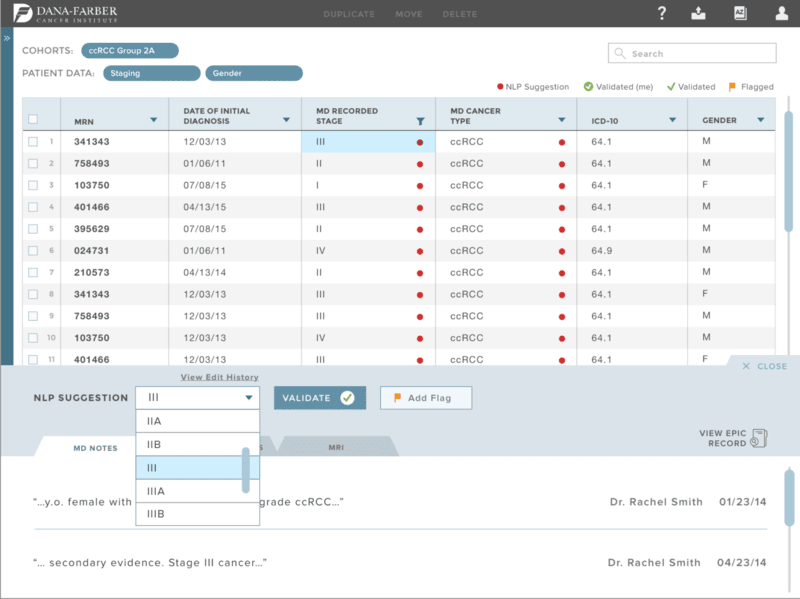 DANA-FARBER
CANCER INSTITUTE
DUPLICATE MOVE DELETE
? AZ
»
COHORTS: ccRCC Group 2A
Search
PATIENT DATA: Staging Gender
NLP Suggestion Validated (me) Validated Flagged
MRN DATE OF INITIAL DIAGNOSIS MD RECORDED STAGE MD CANCER TYPE ICD-10 GENDER
1 341343 12/03/13 III ccRCC 64.1 M
2 758493 01/06/11 II ccRCC 64.1 M
3 103750 07/08/15 I ccRCC 64.1 F
4 401466 04/13/15 III ccRCC 64.1 M
5 395629 07/08/15 II ccRCC 64.1 M
6 024731 01/06/11 IV ccRCC 64.9 M
7 210573 04/13/14 II ccRCC 64.1 M
8 341343 12/03/13 III ccRCC 64.1 F
9 758493 12/03/13 III ccRCC 64.1 M
10 103750 12/03/13 IV ccRCC 64.1 M
11 401466 12/03/13 III ccRCC 64.1 F
× CLOSE
View Edit History
NLP SUGGESTION III VALIDATE Add Flag
IIA
IIB
III
IIIA
IIIB
MD NOTES S MRI
VIEW EPIC
RECORD
“…y.o. female with grade ccRCC…” Dr. Rachel Smith 01/23/14
“… secondary evidence. Stage III cancer…” Dr. Rachel Smith 04/23/14